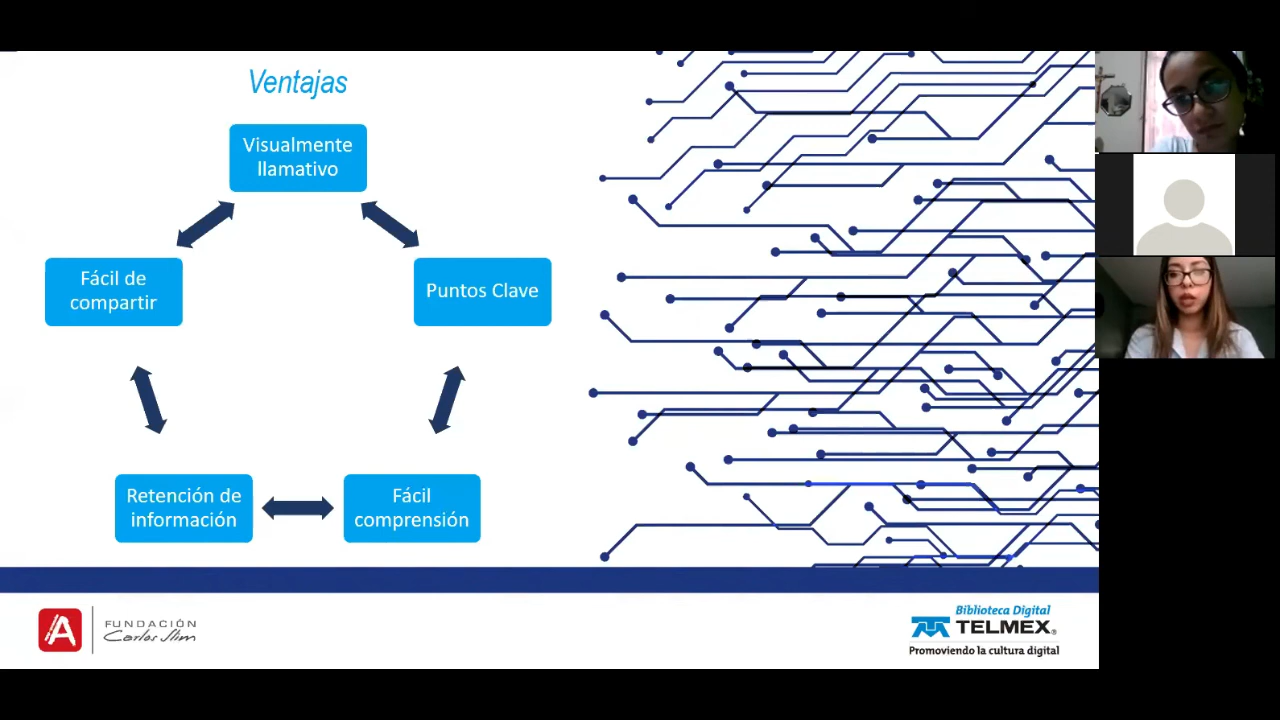 Ventajas
Visualmente
llamativo
Fácil de
compartir
Puntos Clave
Retención de
información
Fácil
comprensión
FUNDACIÓN
Carlos Slim
Biblioteca Digital
TELMEX®
Promoviendo la cultura digital